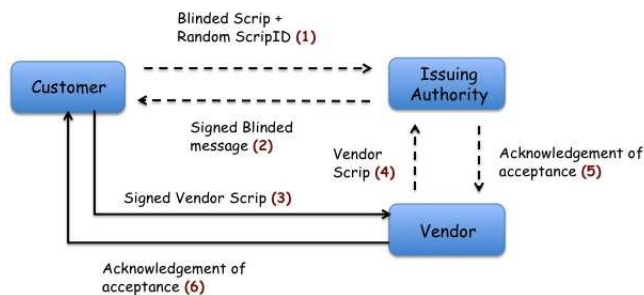 Blinded Scrip +
Random ScripID (1)
Customer
Issuing
Authority
Signed Blinded
message (2)
Vendor
Scrip (4)
Acknowledgement of
acceptance (5)
Signed Vendor Scrip (3)
Vendor
Acknowledgement of
acceptance (6)